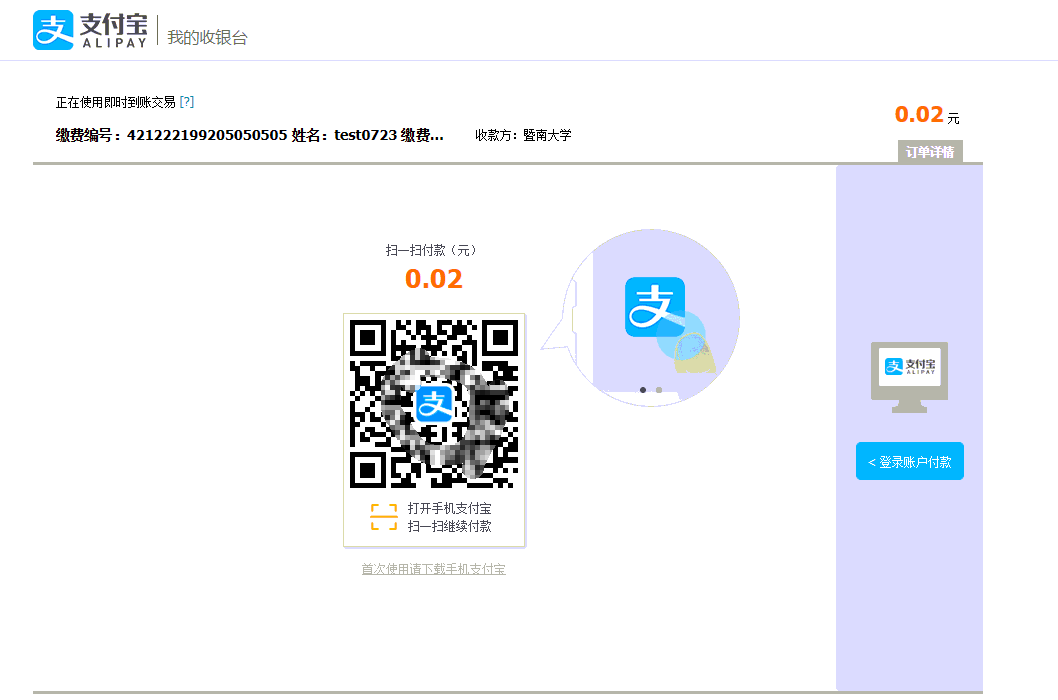 支付宝
ALIPAY
我的收银台
正在使用即时到账交易 [?]
0.02 元
缴费编号：421222199205050505 姓名：test0723 缴费... 收款方：暨南大学
订单详情
扫一扫付款（元）
0.02
支
支
支付宝
ALIPAY
< 登录账户付款
打开手机支付宝
扫一扫继续付款
首次使用请下载手机支付宝